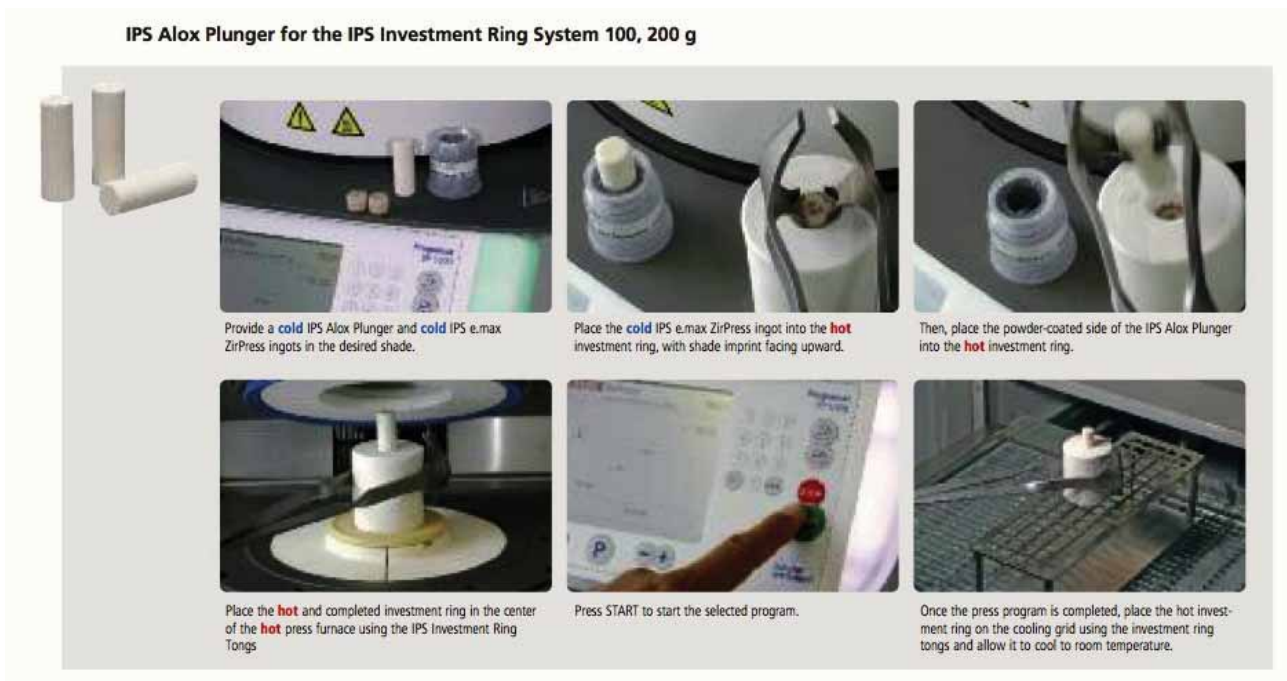 IPS Alox Plunger for the IPS Investment Ring System 100, 200 g
Provide a cold IPS Alox Plunger and cold IPS e.max
ZirPress ingots in the desired shade.
Place the cold IPS e.max ZirPress ingot into the hot
investment ring, with shade imprint facing upward.
Then, place the powder-coated side of the IPS Alox Plunger
into the hot investment ring.
Place the hot and completed investment ring in the center
of the hot press furnace using the IPS Investment Ring
Tongs
P
Press START to start the selected program.
Once the press program is completed, place the hot invest-
ment ring on the cooling grid using the investment ring
tongs and allow it to cool to room temperature.